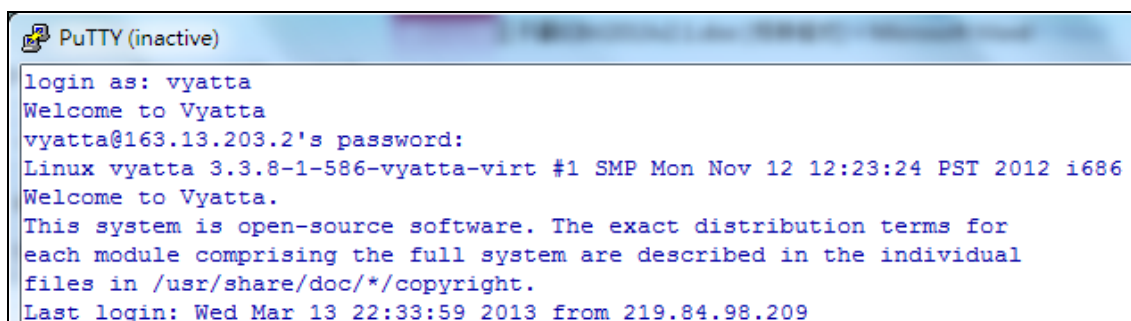 PuTTY (inactive)
login as: vyatta
Welcome to Vyatta
vyatta@163.13.203.2's password:
Linux vyatta 3.3.8-1-586-vyatta-virt #1 SMP Mon Nov 12 12:23:24 PST 2012 i686
Welcome to Vyatta.
This system is open-source software. The exact distribution terms for
each module comprising the full system are described in the individual
files in /usr/share/doc/*/copyright.
Last login: Wed Mar 13 22:33:59 2013 from 219.84.98.209